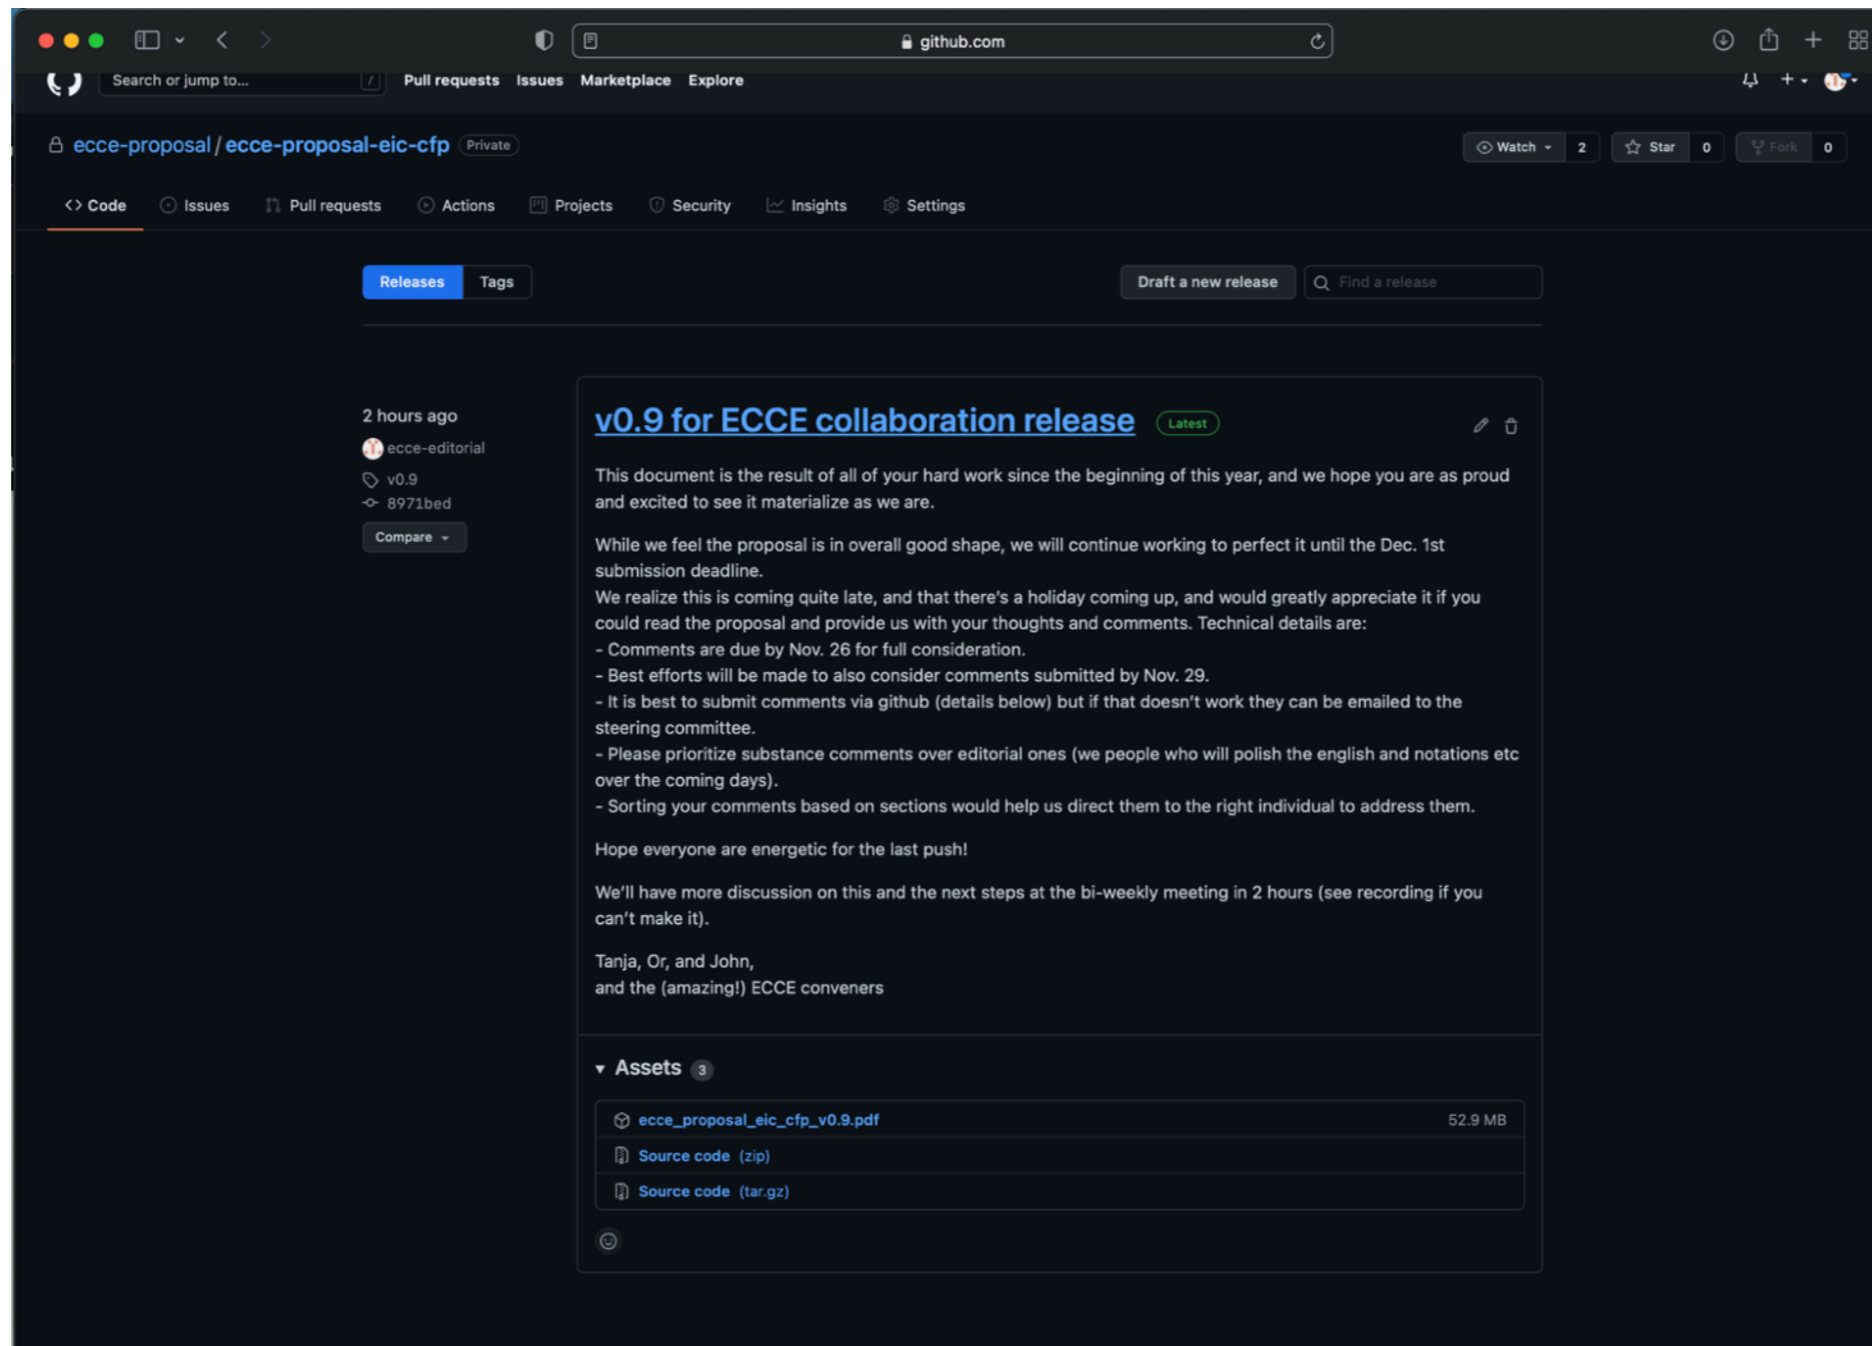 github.com
Search or jump to...
/
Pull requests Issues Marketplace Explore
ecce-proposal / ecce-proposal-eic-cfp Private
Watch 2 Star 0 Fork 0
<> Code Issues Pull requests Actions Projects Security Insights Settings
Releases Tags
Draft a new release Find a release
2 hours ago
ecce-editorial
v0.9
8971bed
Compare
v0.9 for ECCE collaboration release Latest
This document is the result of all of your hard work since the beginning of this year, and we hope you are as proud
and excited to see it materialize as we are.
While we feel the proposal is in overall good shape, we will continue working to perfect it until the Dec. 1st
submission deadline.
We realize this is coming quite late, and that there's a holiday coming up, and would greatly appreciate it if you
could read the proposal and provide us with your thoughts and comments. Technical details are:
- Comments are due by Nov. 26 for full consideration.
- Best efforts will be made to also consider comments submitted by Nov. 29.
- It is best to submit comments via github (details below) but if that doesn't work they can be emailed to the
steering committee.
- Please prioritize substance comments over editorial ones (we people who will polish the english and notations etc
over the coming days).
- Sorting your comments based on sections would help us direct them to the right individual to address them.
Hope everyone are energetic for the last push!
We'll have more discussion on this and the next steps at the bi-weekly meeting in 2 hours (see recording if you
can't make it).
Tanja, Or, and John,
and the (amazing!) ECCE conveners
Assets 3
ecce_proposal_eic_cfp_v0.9.pdf 52.9 MB
Source code (zip)
Source code (tar.gz)